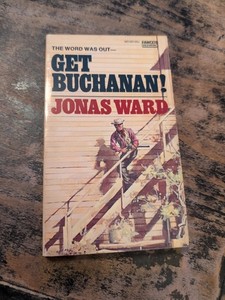 THE WORD WAS OUT—
GET
BUCHANAN!
JONAS WARD